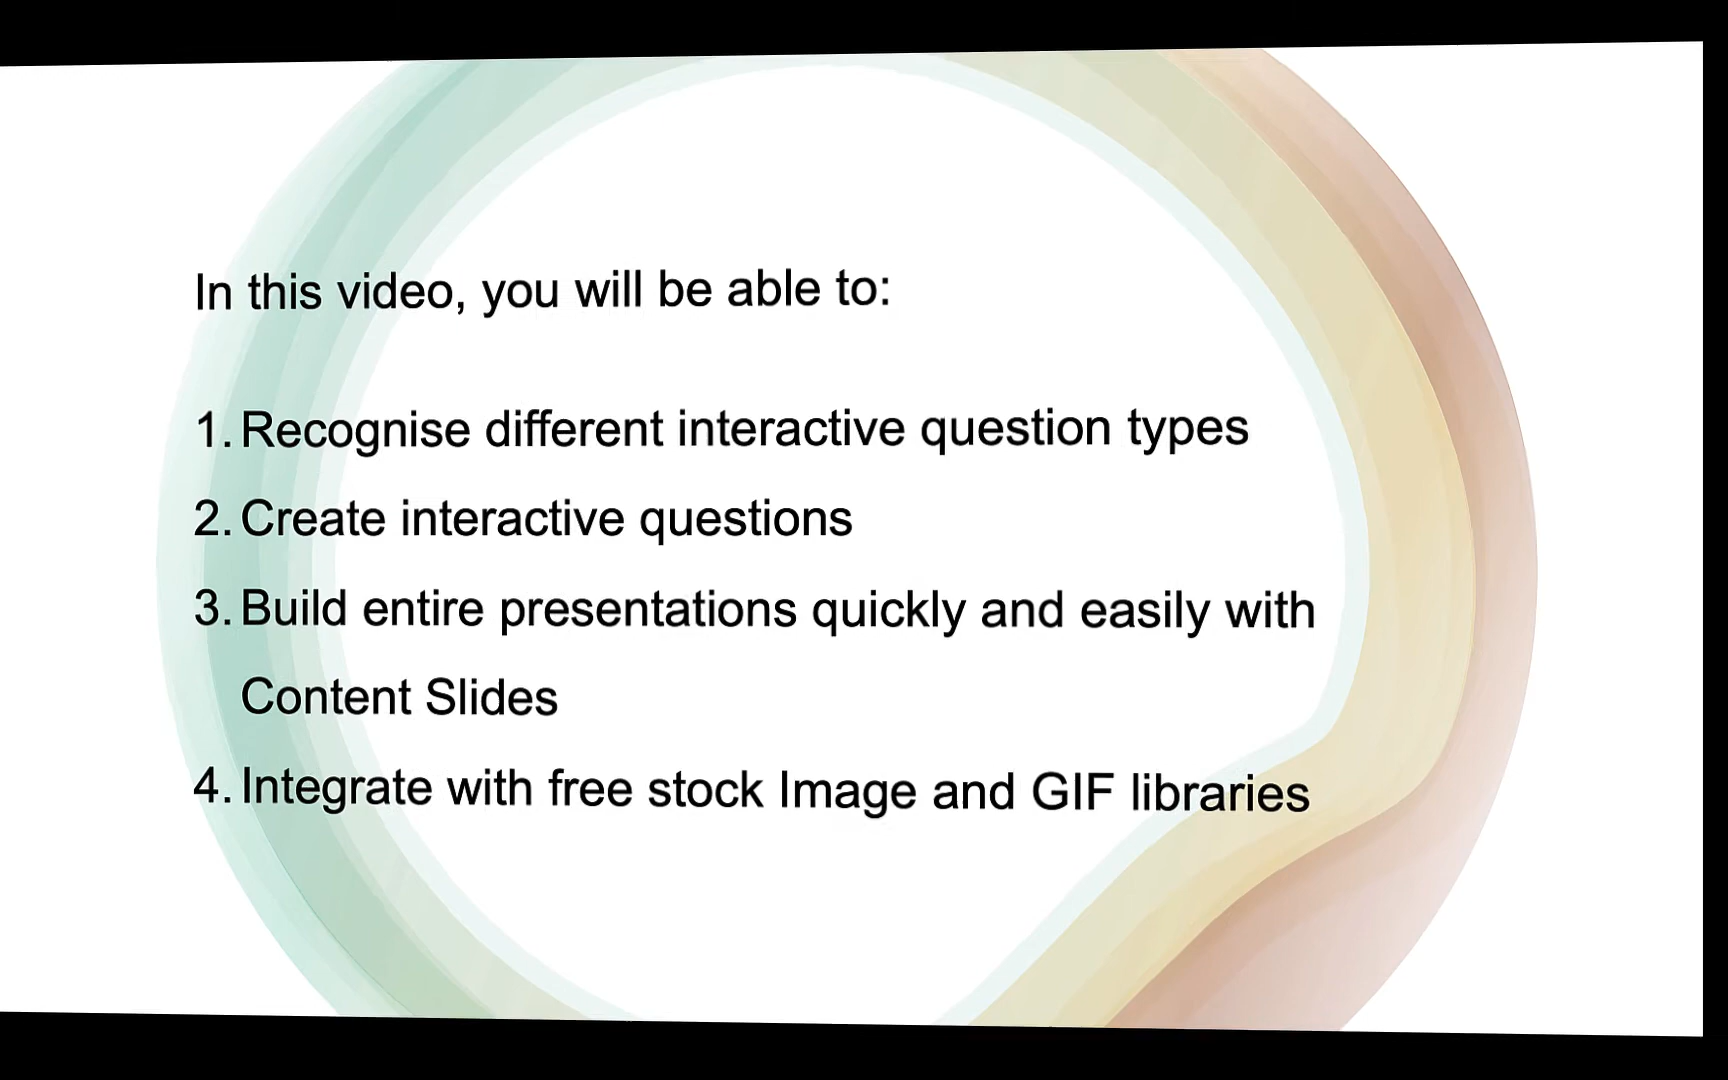 In this video, you will be able to:
1. Recognise different interactive question types
2. Create interactive questions
3. Build entire presentations quickly and easily with
Content Slides
4. Integrate with free stock Image and GIF libraries